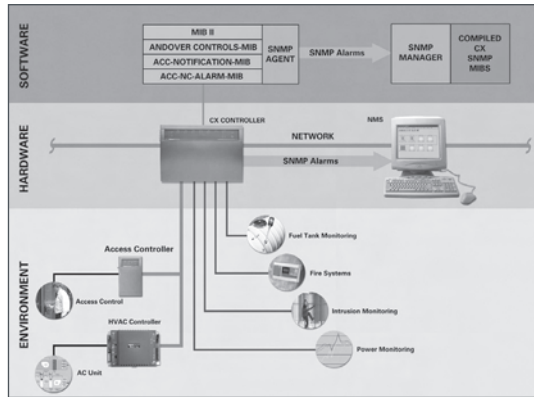 SOFTWARE
MIB II
ANDOVER CONTROLS-MIB
ACC-NOTIFICATION-MIB
ACC-NC-ALARM-MIB
SNMP
AGENT
SNMP Alarms
SNMP
MANAGER
COMPILED
CX
SNMP
MIBS
HARDWARE
CX CONTROLLER
NETWORK
NMS
SNMP Alarms
ENVIRONMENT
Fuel Tank Monitoring
Access Controller
Fire Systems
Access Control
Intrusion Monitoring
HVAC Controller
Power Monitoring
AC Unit